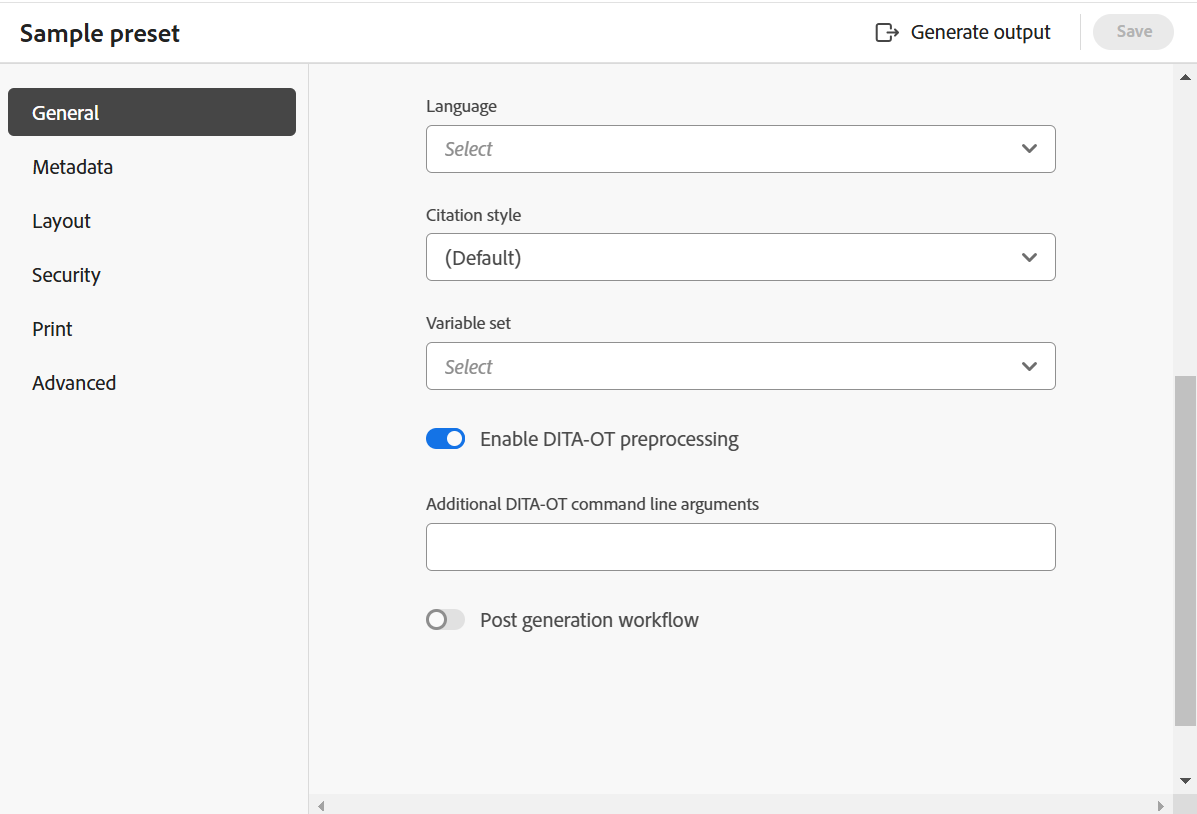 Sample preset
Generate output
Save
General
Metadata
Layout
Security
Print
Advanced
Language
Select
Citation style
(Default)
Variable set
Select
Enable DITA-OT preprocessing
Additional DITA-OT command line arguments
Post generation workflow